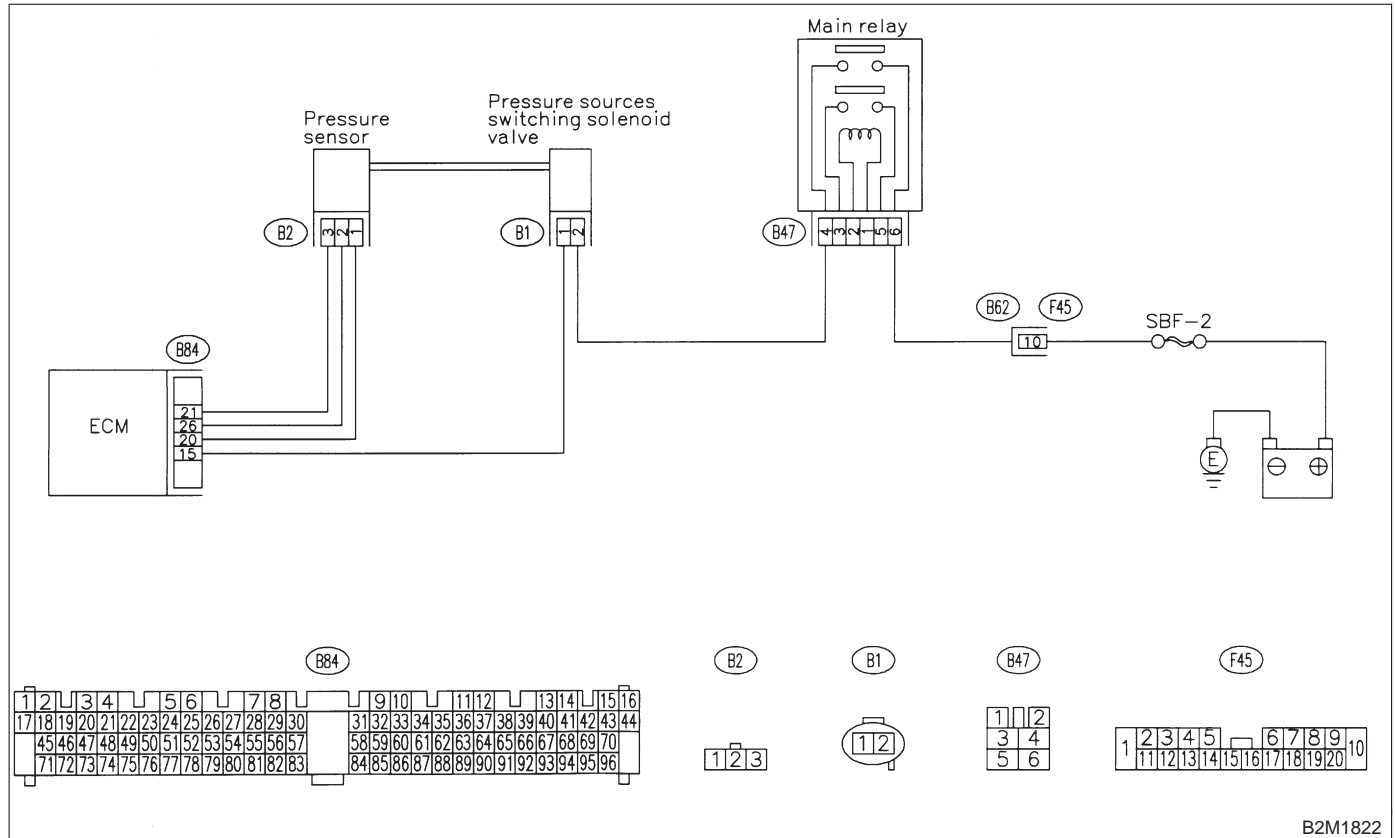 Main relay
Pressure sources
switching solenoid
valve
Pressure
sensor
B2
3 2 1
B1
1 2
B47
4 3 2 1 5 6
B62 F45
10
SBF-2
B84
ECM
21
26
20
15
E
⊖ ⊕
B84
B2
B1
B47
F45
1 2 3 4 5 6 7 8 9 10 11 12 13 14 15 16
17 18 19 20 21 22 23 24 25 26 27 28 29 30 31 32 33 34 35 36 37 38 39 40 41 42 43 44
45 46 47 48 49 50 51 52 53 54 55 56 57 58 59 60 61 62 63 64 65 66 67 68 69 70
71 72 73 74 75 76 77 78 79 80 81 82 83 84 85 86 87 88 89 90 91 92 93 94 95 96
1 2 3
1 2
1 2
3 4
5 6
1 2 3 4 5 6 7 8 9 10
11 12 13 14 15 16 17 18 19 20
B2M1822